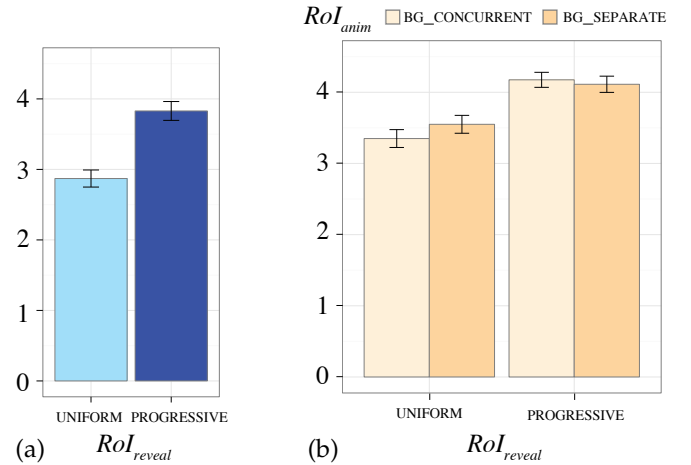 RoI_anim BG_CONCURRENT BG_SEPARATE
4
3
2
1
0
UNIFORM PROGRESSIVE
(a) RoI_reveal
4
3
2
1
0
UNIFORM PROGRESSIVE
(b) RoI_reveal